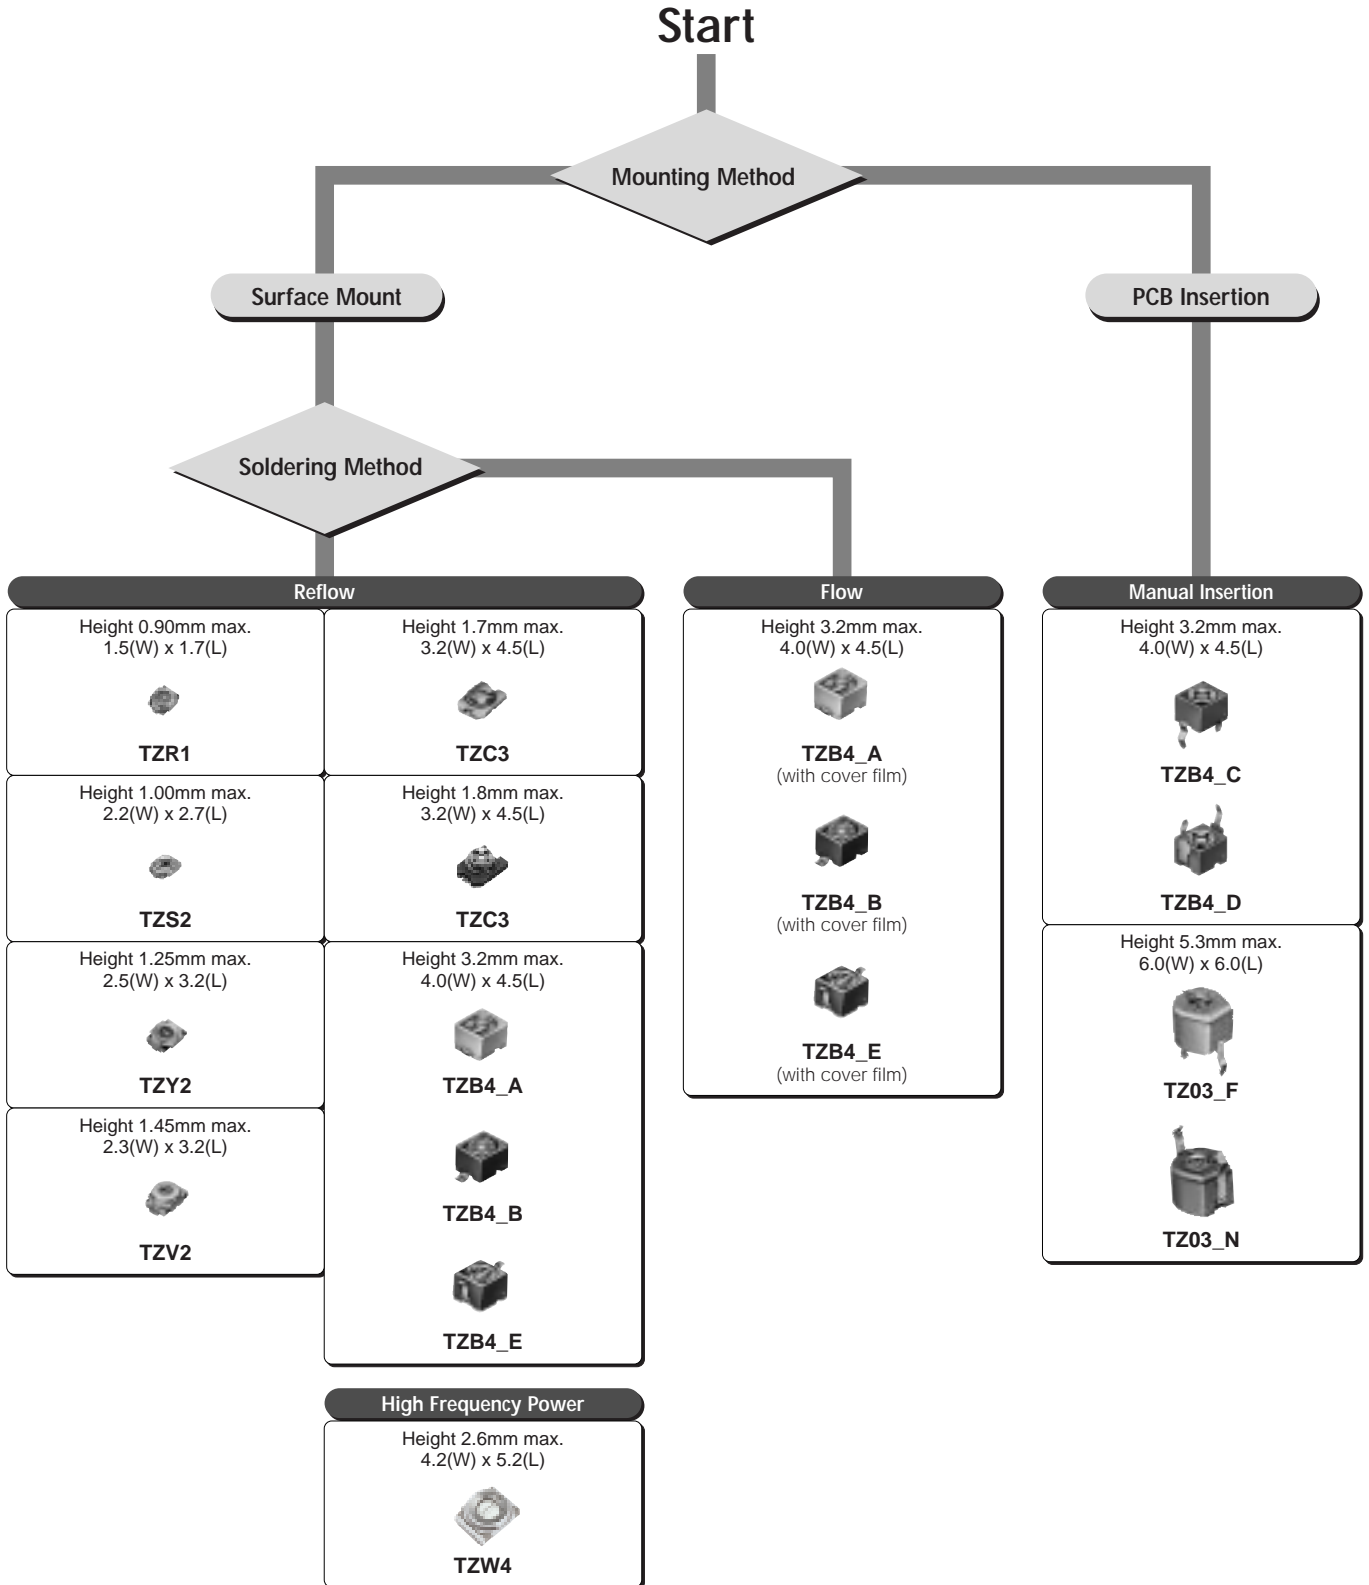 Start
Mounting Method
Surface Mount
PCB Insertion
Soldering Method
Reflow
Height 0.90mm max.
1.5(W) x 1.7(L)
TZR1
Height 1.7mm max.
3.2(W) x 4.5(L)
TZC3
Height 1.00mm max.
2.2(W) x 2.7(L)
TZS2
Height 1.8mm max.
3.2(W) x 4.5(L)
TZC3
Height 1.25mm max.
2.5(W) x 3.2(L)
TZY2
Height 1.45mm max.
2.3(W) x 3.2(L)
TZV2
Height 3.2mm max.
4.0(W) x 4.5(L)
TZB4_A
TZB4_B
TZB4_E
High Frequency Power
Height 2.6mm max.
4.2(W) x 5.2(L)
TZW4
Flow
Height 3.2mm max.
4.0(W) x 4.5(L)
TZB4_A
(with cover film)
TZB4_B
(with cover film)
TZB4_E
(with cover film)
Manual Insertion
Height 3.2mm max.
4.0(W) x 4.5(L)
TZB4_C
TZB4_D
Height 5.3mm max.
6.0(W) x 6.0(L)
TZ03_F
TZ03_N